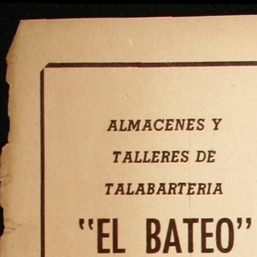 ALMACENES Y
TALLERES DE
TALABARTERIA
"EL BATEO"